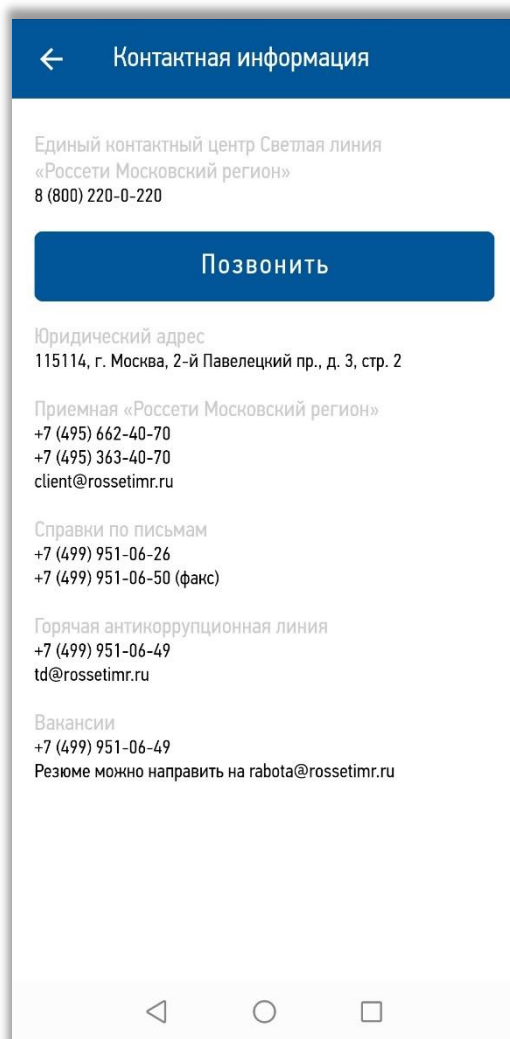 Контактная информация
Единый контактный центр Светлая линия
«Россети Московский регион»
8 (800) 220-0-220
Позвонить
Юридический адрес
115114, г. Москва, 2-й Павелецкий пр., д. 3, стр. 2
Приемная «Россети Московский регион»
+7 (495) 662-40-70
+7 (495) 363-40-70
client@rossetimr.ru
Справки по письмам
+7 (499) 951-06-26
+7 (499) 951-06-50 (факс)
Горячая антикоррупционная линия
+7 (499) 951-06-49
td@rossetimr.ru
Вакансии
+7 (499) 951-06-49
Резюме можно направить на rabota@rossetimr.ru